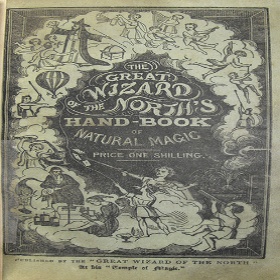 THE
GREAT
WIZARD
OF THE NORTH'S
HAND-BOOK
OF
NATURAL MAGIC
PRICE ONE SHILLING.
PUBLISHED BY THE "GREAT WIZARD OF THE NORTH"
At his "Temple of Magic."